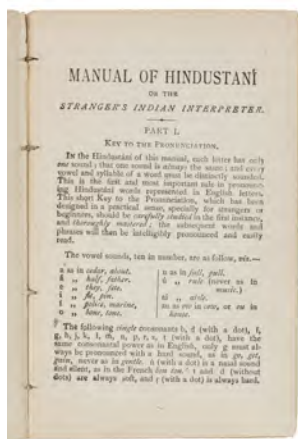 MANUAL OF HINDUSTANÍ
OR THE
STRANGER'S INDIAN INTERPRETER.
PART I.
KEY TO THE PRONUNCIATION.
IN the Hindustaní of this manual, each letter has only
one sound; that one sound is always the same; and every
vowel and syllable of a word must be distinctly sounded.
This is the first and most important rule in pronounc-
ing Hindustaní words represented in English letters.
This short Key to the Pronunciation, which has been
designed in a practical sense, specially for strangers or
beginners, should be carefully studied in the first instance,
and thoroughly mastered; the subsequent words and
phrases will then be intelligibly pronounced and easily
read.
The vowel sounds, ten in number, are as follow, viz.—
a as in cedar, about.
á „ half, father.
e „ they, fete.
i „ fit, pin.
í „ police, marine.
o „ bone, tone.
u as in full, pull.
ú „ rule (never as in
music.)
ai „ aisle.
au as ow in cow, or ou in
house.
The following single consonants b, d (with a dot), f,
g, h, j, k, l, m, n, p, r, s, t (with a dot), have the
same consonantal power as in English, only g must al-
ways be pronounced with a hard sound, as in go, get,
gain, never as in gentle. n (with a dot) is a nasal sound
and silent, as in the French bon ton. t and d (without
dots) are always soft, and r (with a dot) is always hard.